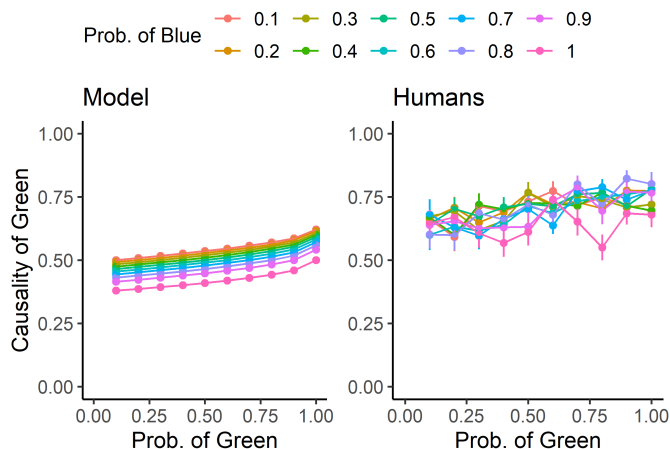 Prob. of Blue
0.1 0.3 0.5 0.7 0.9
0.2 0.4 0.6 0.8 1
Model
Humans
Causality of Green
1.00
0.75
0.50
0.25
0.00
0.00 0.25 0.50 0.75 1.00
Prob. of Green
1.00
0.75
0.50
0.25
0.00
0.00 0.25 0.50 0.75 1.00
Prob. of Green